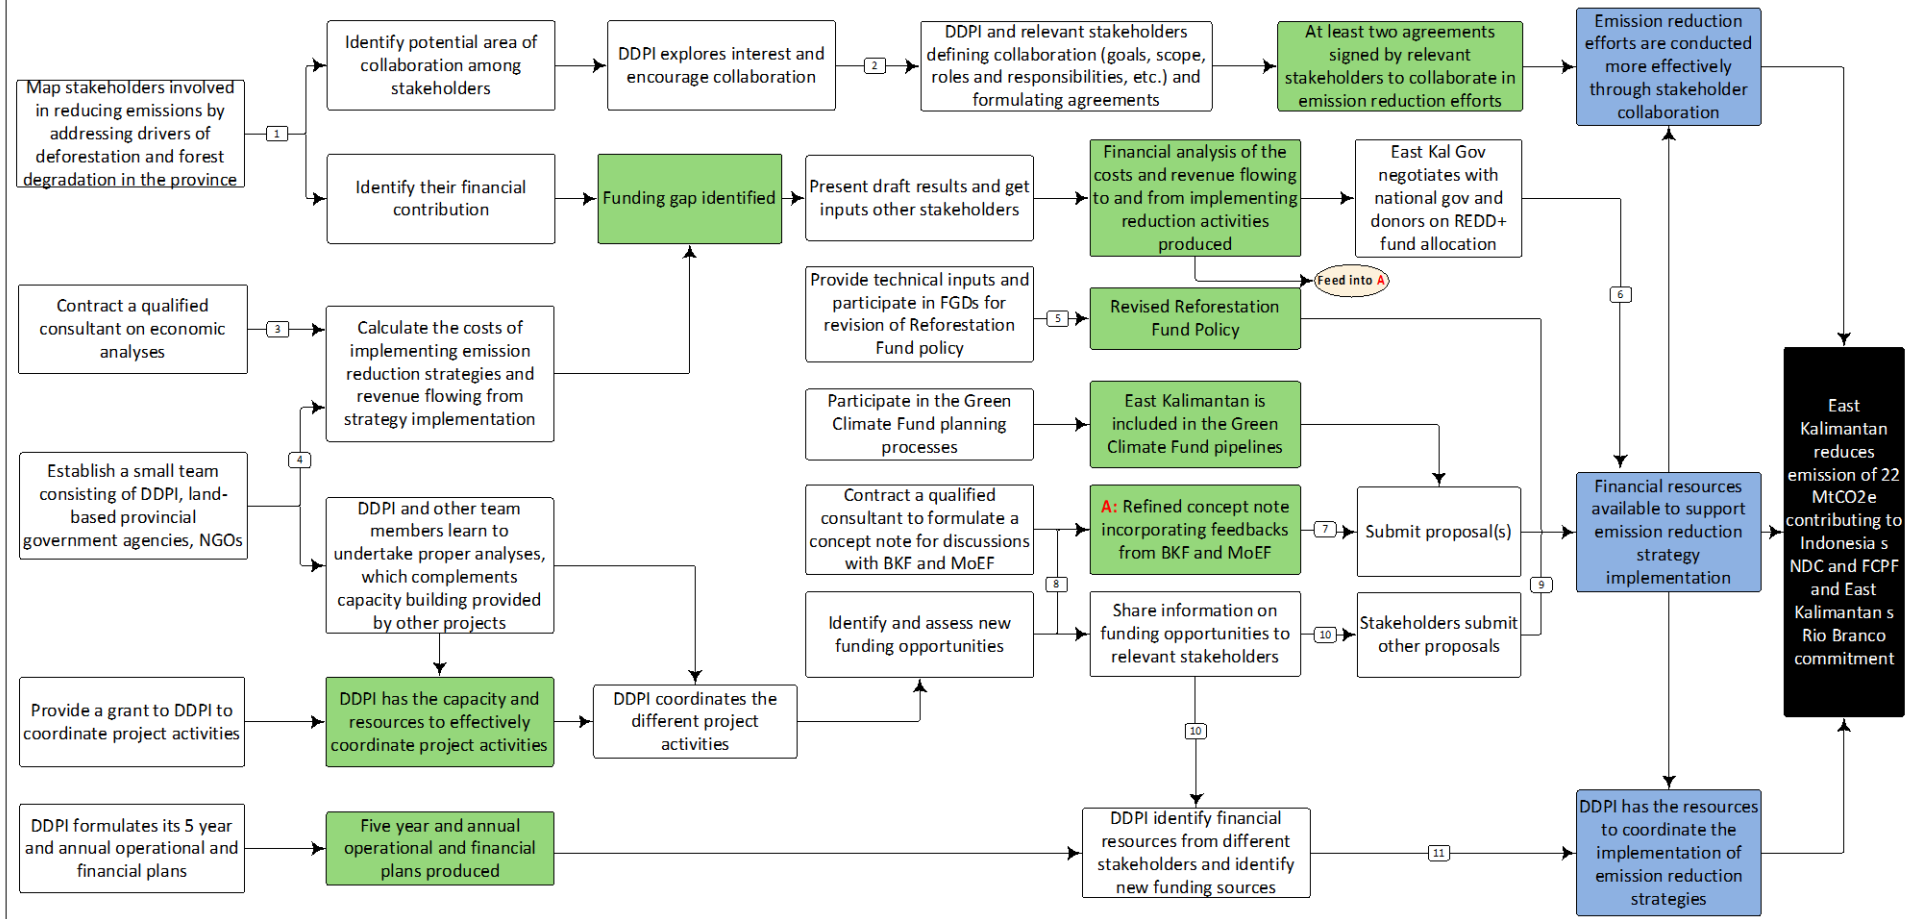 Map stakeholders involved
in reducing emissions by
addressing drivers of
deforestation and forest
degradation in the province
1
Identify potential area of
collaboration among
stakeholders
DDPI explores interest and
encourage collaboration
2
DDPI and relevant stakeholders
defining collaboration (goals, scope,
roles and responsibilities, etc.) and
formulating agreements
At least two agreements
signed by relevant
stakeholders to collaborate in
emission reduction efforts
Emission reduction
efforts are conducted
more effectively
through stakeholder
collaboration
Identify their financial
contribution
Funding gap identified
Present draft results and get
inputs other stakeholders
Financial analysis of the
costs and revenue flowing
to and from implementing
reduction activities
produced
East Kal Gov
negotiates with
national gov and
donors on REDD+
fund allocation
Feed into A
6
Contract a qualified
consultant on economic
analyses
3
Calculate the costs of
implementing emission
reduction strategies and
revenue flowing from
strategy implementation
Provide technical inputs and
participate in FGDs for
revision of Reforestation
Fund policy
5
Revised Reforestation
Fund Policy
Participate in the Green
Climate Fund planning
processes
East Kalimantan is
included in the Green
Climate Fund pipelines
Establish a small team
consisting of DDPI, land-
based provincial
government agencies, NGOs
4
DDPI and other team
members learn to
undertake proper analyses,
which complements
capacity building provided
by other projects
Contract a qualified
consultant to formulate a
concept note for discussions
with BKF and MoEF
8
A: Refined concept note
incorporating feedbacks
from BKF and MoEF
7
Submit proposal(s)
9
Financial resources
available to support
emission reduction
strategy
implementation
East
Kalimantan
reduces
emission of 22
MtCO2e
contributing to
Indonesia s
NDC and FCPF
and East
Kalimantan s
Rio Branco
commitment
Identify and assess new
funding opportunities
Share information on
funding opportunities to
relevant stakeholders
10
Stakeholders submit
other proposals
Provide a grant to DDPI to
coordinate project activities
DDPI has the capacity and
resources to effectively
coordinate project activities
DDPI coordinates the
different project
activities
10
DDPI formulates its 5 year
and annual operational and
financial plans
Five year and annual
operational and financial
plans produced
DDPI identify financial
resources from different
stakeholders and identify
new funding sources
11
DDPI has the resources
to coordinate the
implementation of
emission reduction
strategies